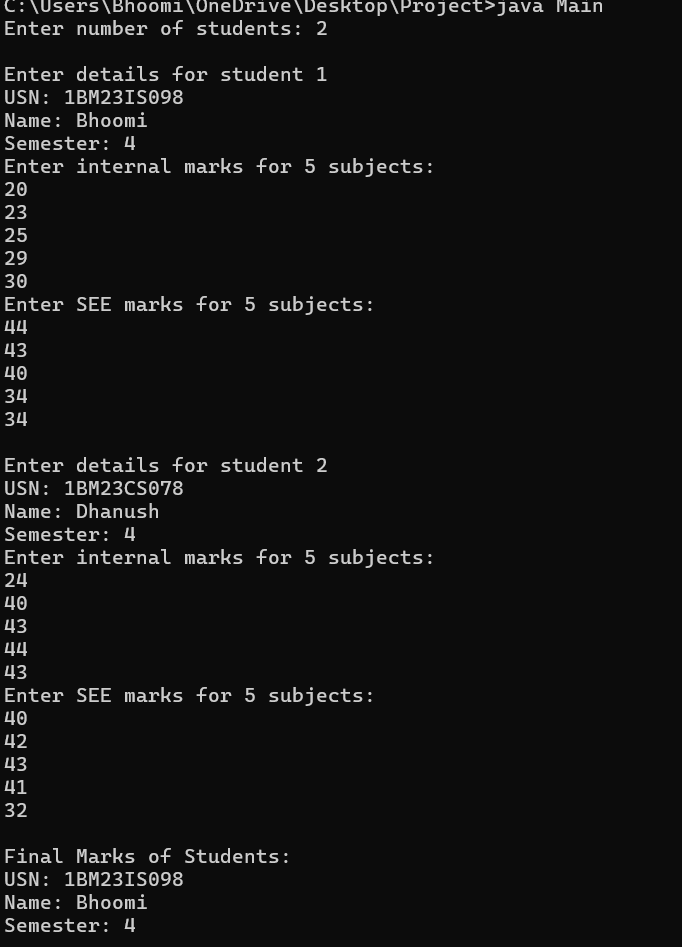 C:\Users\Bhoomi\OneDrive\Desktop\Project>java Main
Enter number of students: 2
Enter details for student 1
USN: 1BM23IS098
Name: Bhoomi
Semester: 4
Enter internal marks for 5 subjects:
20
23
25
29
30
Enter SEE marks for 5 subjects:
44
43
40
34
34
Enter details for student 2
USN: 1BM23CS078
Name: Dhanush
Semester: 4
Enter internal marks for 5 subjects:
24
40
43
44
43
Enter SEE marks for 5 subjects:
40
42
43
41
32
Final Marks of Students:
USN: 1BM23IS098
Name: Bhoomi
Semester: 4